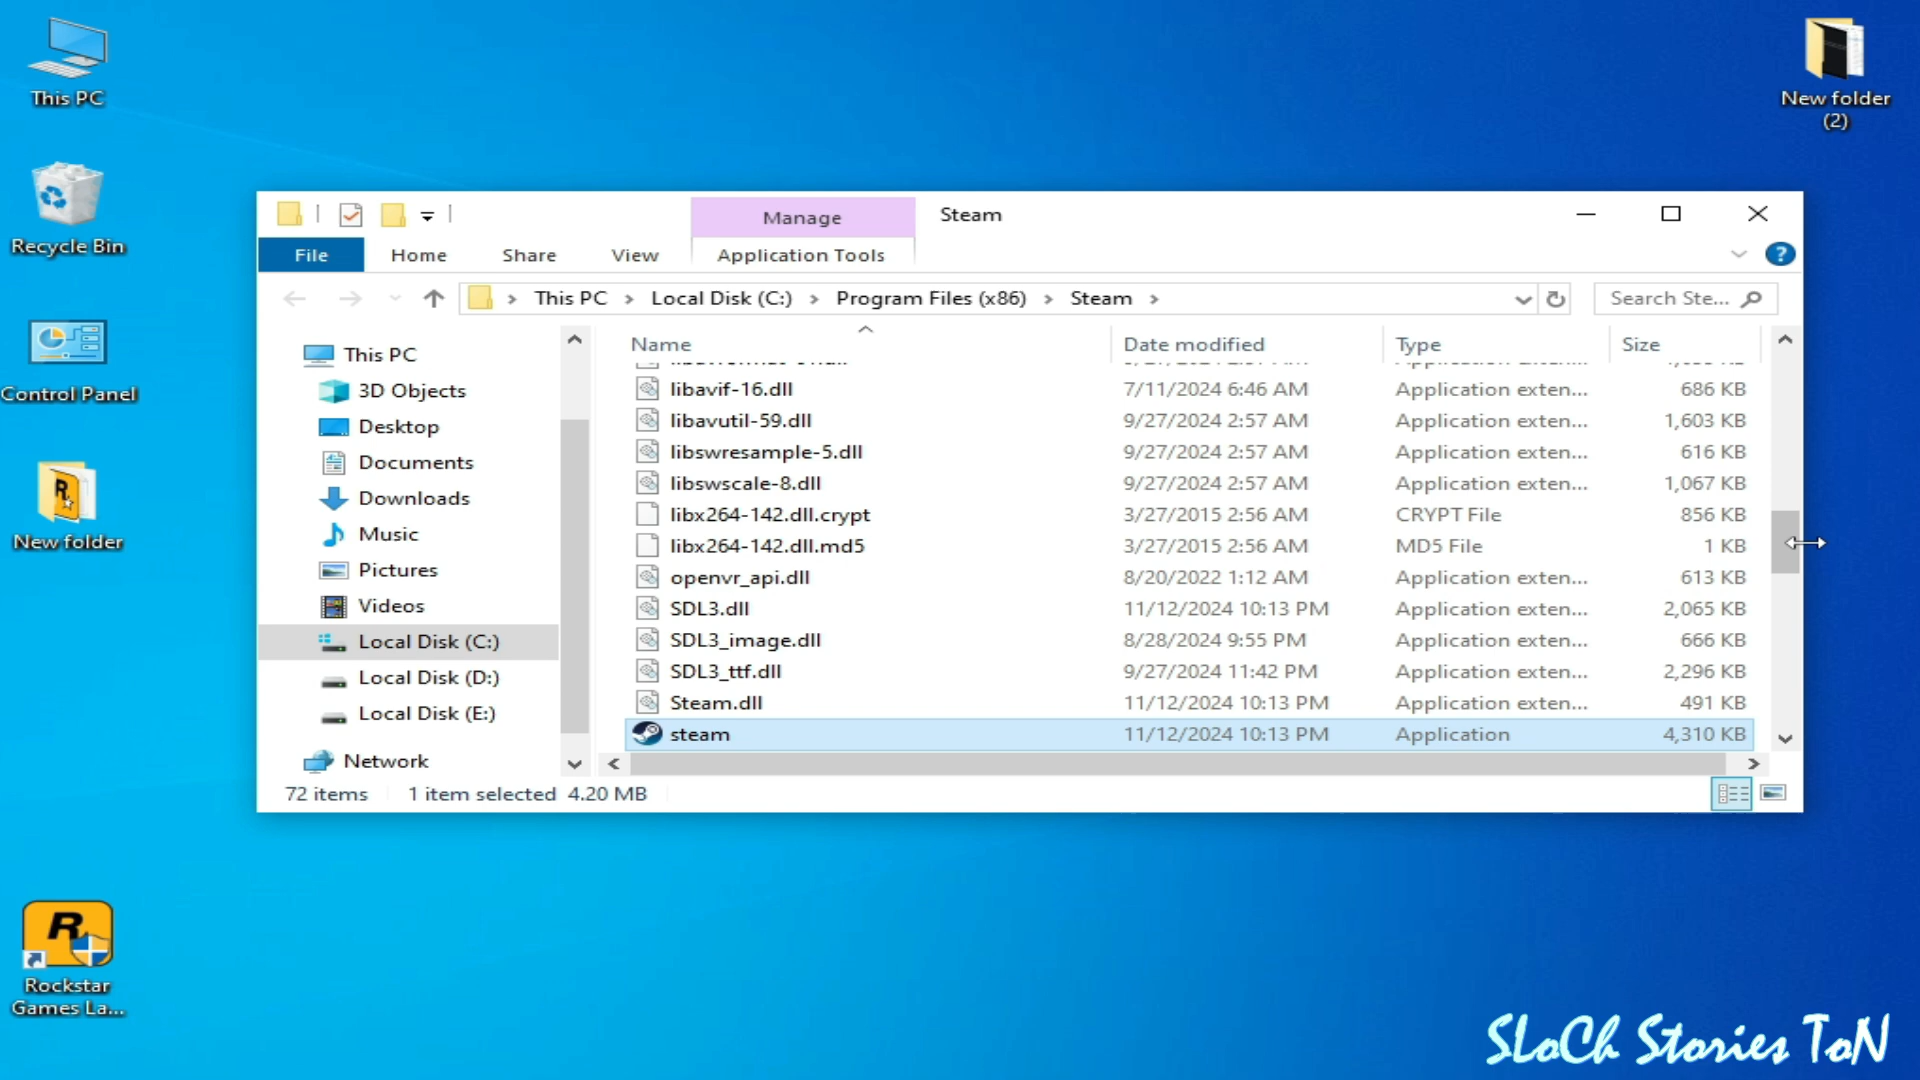 This PC
Recycle Bin
Control Panel
New folder
Rockstar
Games La...
New folder
(2)
Manage
Steam
File
Home
Share
View
Application Tools
This PC
Local Disk (C:)
Program Files (x86)
Steam
Search Ste...
This PC
3D Objects
Desktop
Documents
Downloads
Music
Pictures
Videos
Local Disk (C:)
Local Disk (D:)
Local Disk (E:)
Network
Name Date modified Type Size
libavif-16.dll 7/11/2024 6:46 AM Application exten... 686 KB
libavutil-59.dll 9/27/2024 2:57 AM Application exten... 1,603 KB
libswresample-5.dll 9/27/2024 2:57 AM Application exten... 616 KB
libswscale-8.dll 9/27/2024 2:57 AM Application exten... 1,067 KB
libx264-142.dll.crypt 3/27/2015 2:56 AM CRYPT File 856 KB
libx264-142.dll.md5 3/27/2015 2:56 AM MD5 File 1 KB
openvr_api.dll 8/20/2022 1:12 AM Application exten... 613 KB
SDL3.dll 11/12/2024 10:13 PM Application exten... 2,065 KB
SDL3_image.dll 8/28/2024 9:55 PM Application exten... 666 KB
SDL3_ttf.dll 9/27/2024 11:42 PM Application exten... 2,296 KB
Steam.dll 11/12/2024 10:13 PM Application exten... 491 KB
steam 11/12/2024 10:13 PM Application 4,310 KB
72 items 1 item selected 4.20 MB
SLoCh Stories ToN